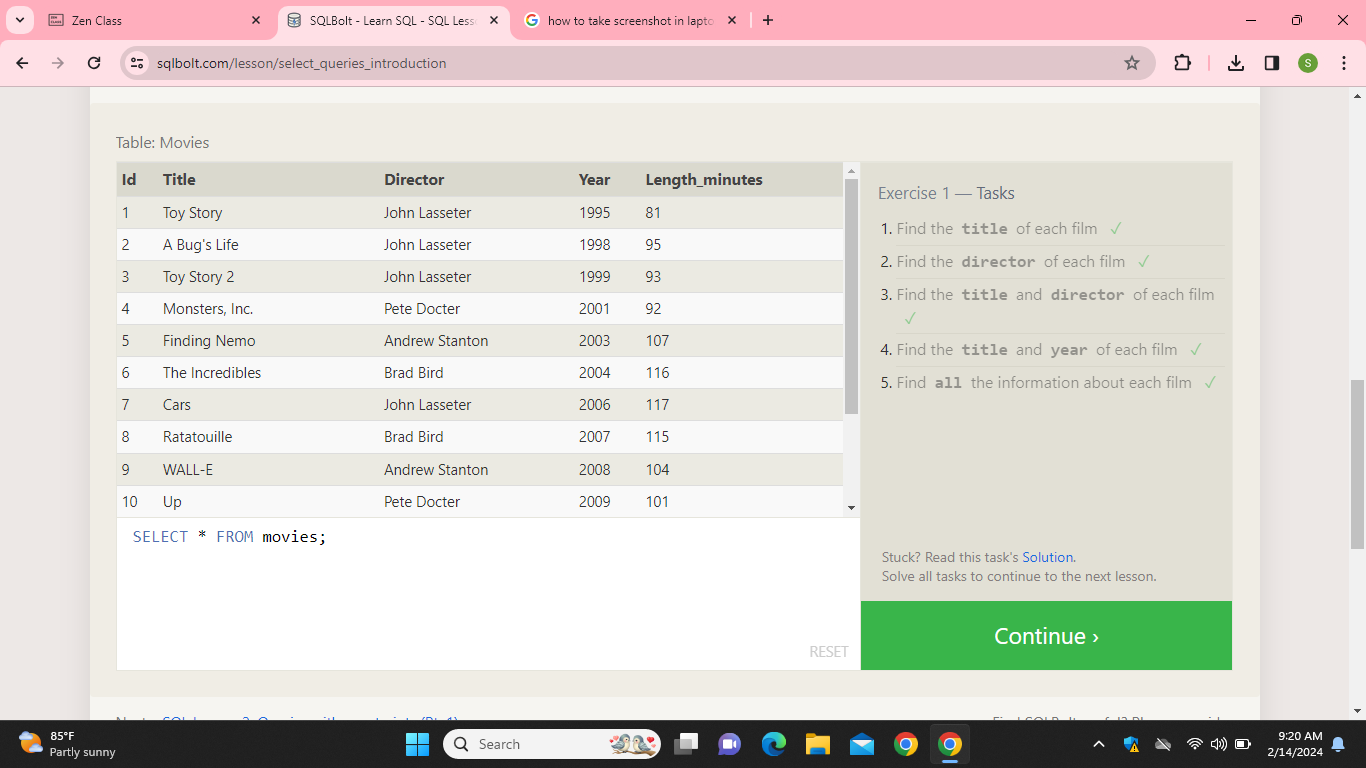 Zen Class
SQLBolt - Learn SQL - SQL Less
how to take screenshot in lapto
sqlbolt.com/lesson/select_queries_introduction
S
Table: Movies
Id Title Director Year Length_minutes
1 Toy Story John Lasseter 1995 81
2 A Bug's Life John Lasseter 1998 95
3 Toy Story 2 John Lasseter 1999 93
4 Monsters, Inc. Pete Docter 2001 92
5 Finding Nemo Andrew Stanton 2003 107
6 The Incredibles Brad Bird 2004 116
7 Cars John Lasseter 2006 117
8 Ratatouille Brad Bird 2007 115
9 WALL-E Andrew Stanton 2008 104
10 Up Pete Docter 2009 101
SELECT * FROM movies;
RESET
Exercise 1 — Tasks
1. Find the title of each film ✓
2. Find the director of each film ✓
3. Find the title and director of each film
✓
4. Find the title and year of each film ✓
5. Find all the information about each film ✓
Stuck? Read this task's Solution.
Solve all tasks to continue to the next lesson.
Continue ›
85°F
Partly sunny
Search
9:20 AM
2/14/2024